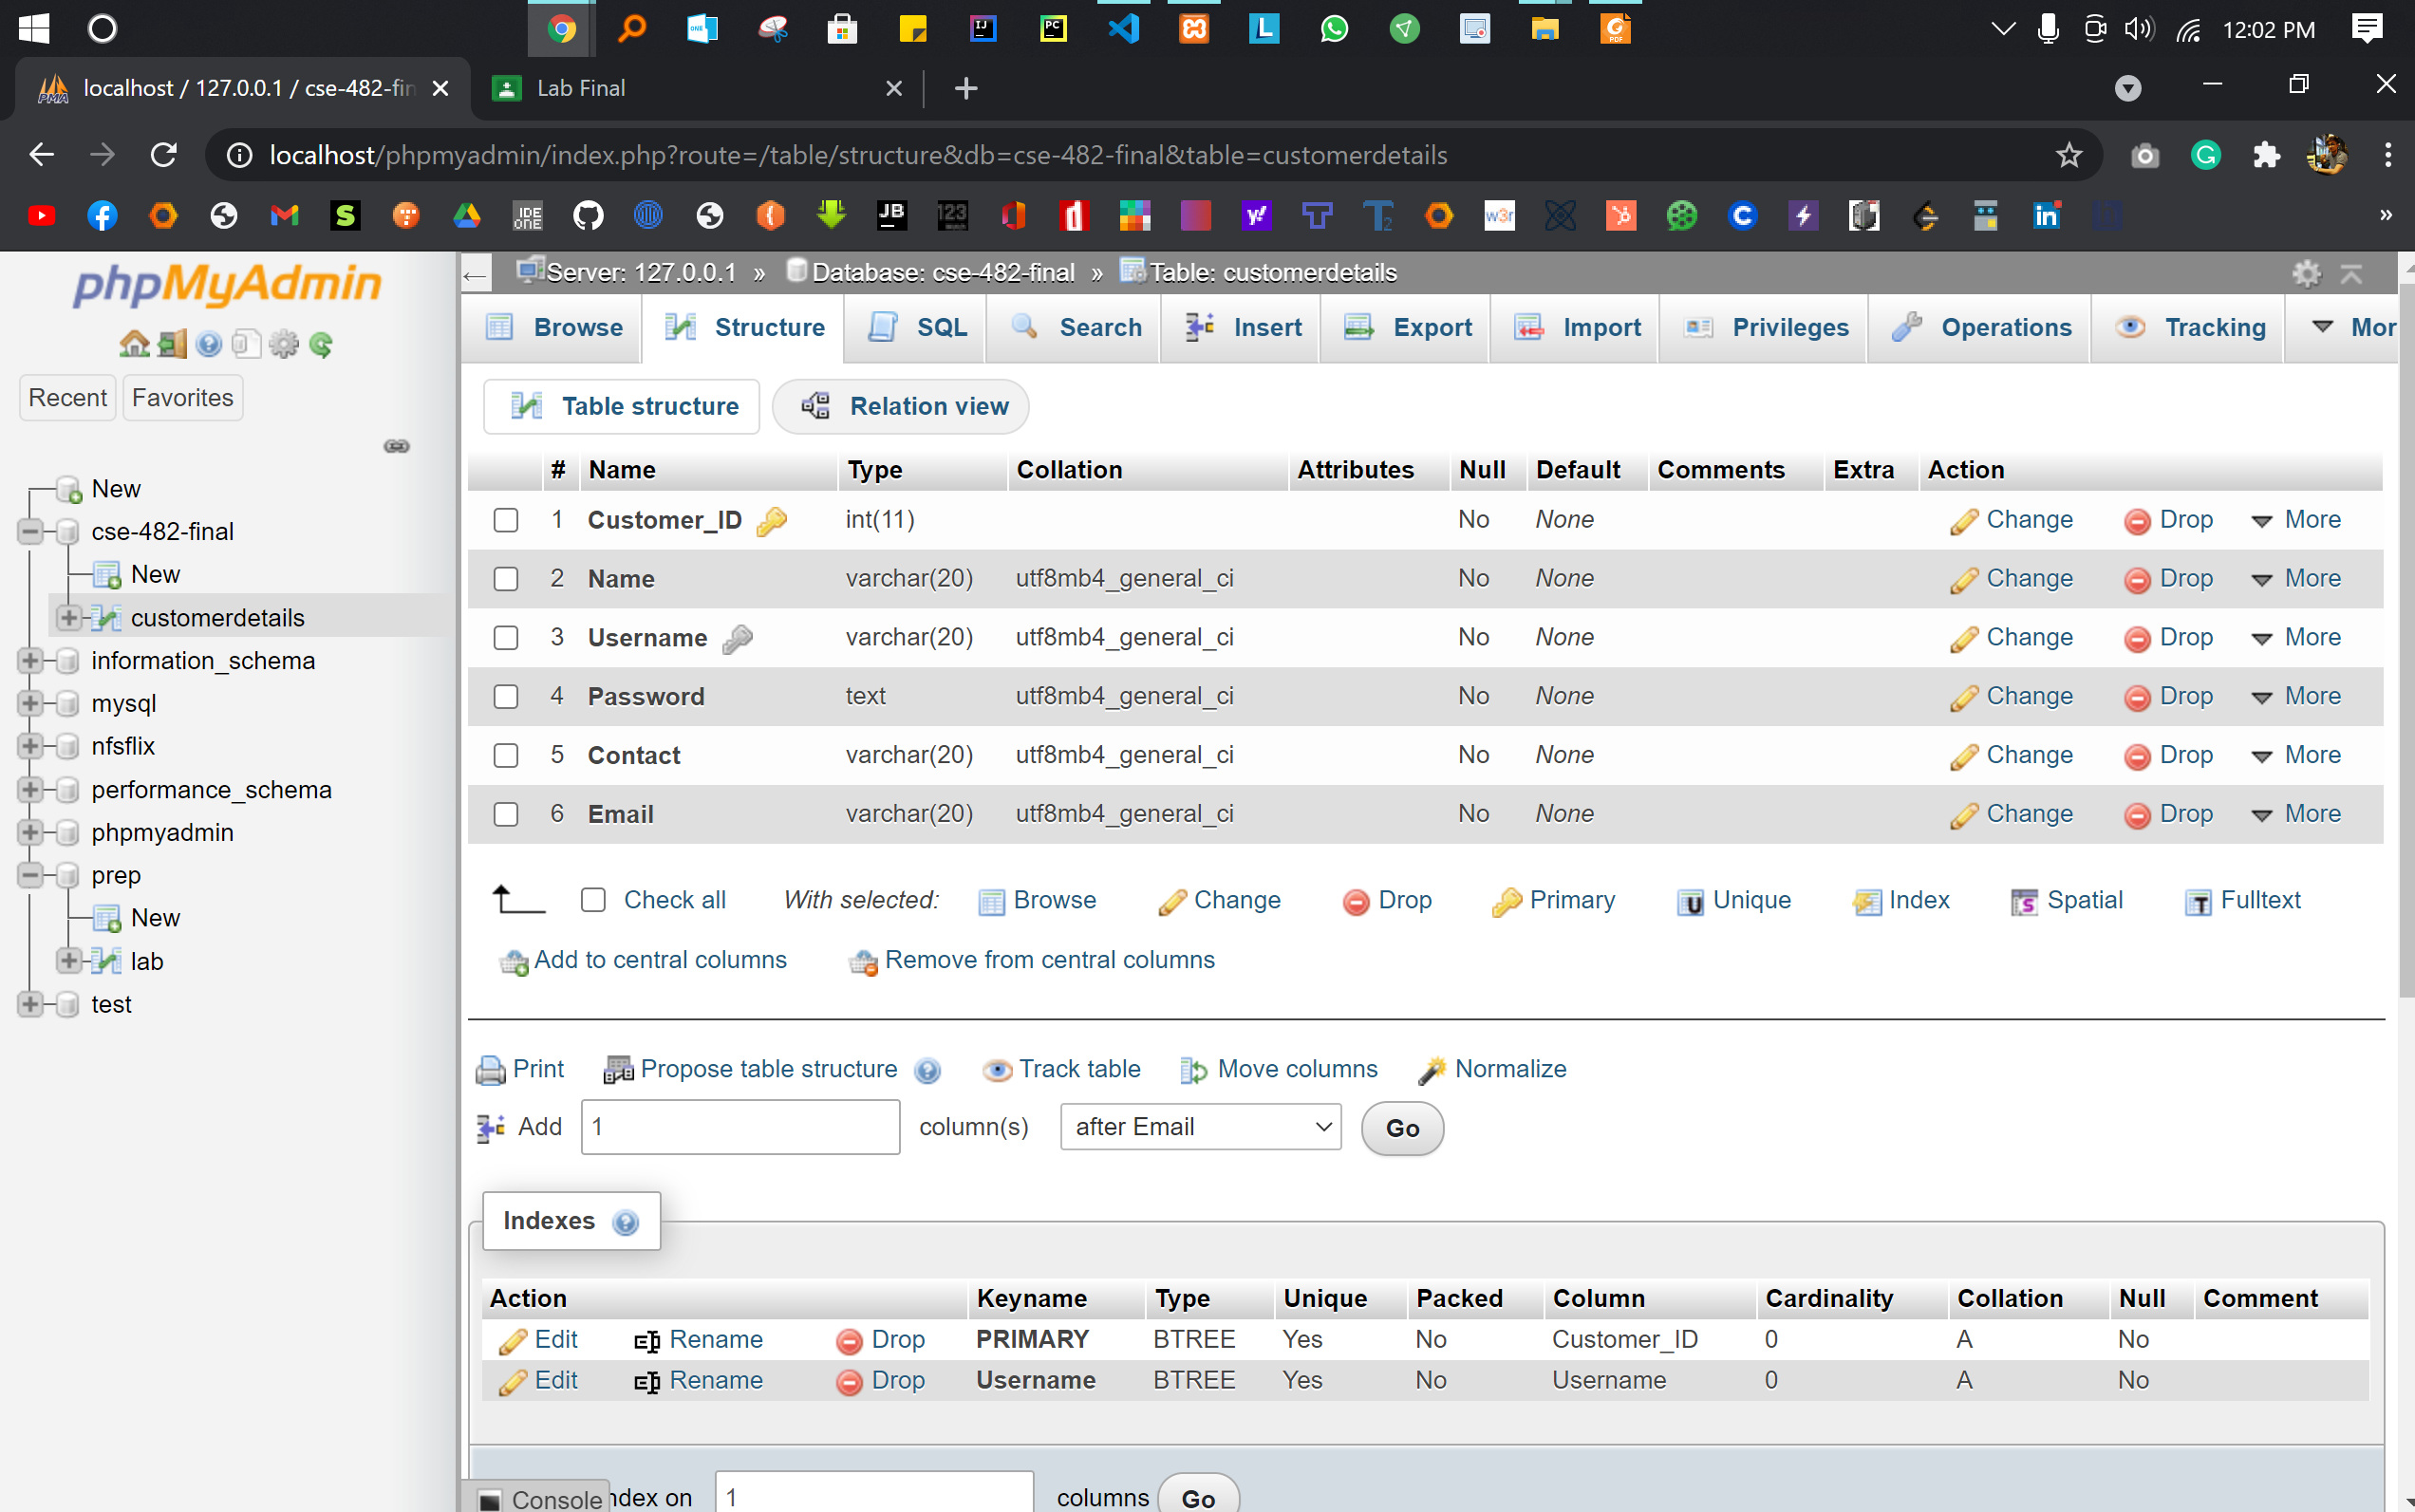 12:02 PM
localhost / 127.0.0.1 / cse-482-fin
Lab Final
localhost/phpmyadmin/index.php?route=/table/structure&db=cse-482-final&table=customerdetails
phpMyAdmin
Recent Favorites
New
cse-482-final
New
customerdetails
information_schema
mysql
nfsflix
performance_schema
phpmyadmin
prep
New
lab
test
Server: 127.0.0.1 » Database: cse-482-final » Table: customerdetails
Browse Structure SQL Search Insert Export Import Privileges Operations Tracking Mor
Table structure Relation view
# Name Type Collation Attributes Null Default Comments Extra Action
1 Customer_ID int(11) No None Change Drop More
2 Name varchar(20) utf8mb4_general_ci No None Change Drop More
3 Username varchar(20) utf8mb4_general_ci No None Change Drop More
4 Password text utf8mb4_general_ci No None Change Drop More
5 Contact varchar(20) utf8mb4_general_ci No None Change Drop More
6 Email varchar(20) utf8mb4_general_ci No None Change Drop More
Check all With selected: Browse Change Drop Primary Unique Index Spatial Fulltext
Add to central columns Remove from central columns
Print Propose table structure Track table Move columns Normalize
Add 1 column(s) after Email Go
Indexes
Action Keyname Type Unique Packed Column Cardinality Collation Null Comment
Edit Rename Drop PRIMARY BTREE Yes No Customer_ID 0 A No
Edit Rename Drop Username BTREE Yes No Username 0 A No
Console ndex on 1 columns Go